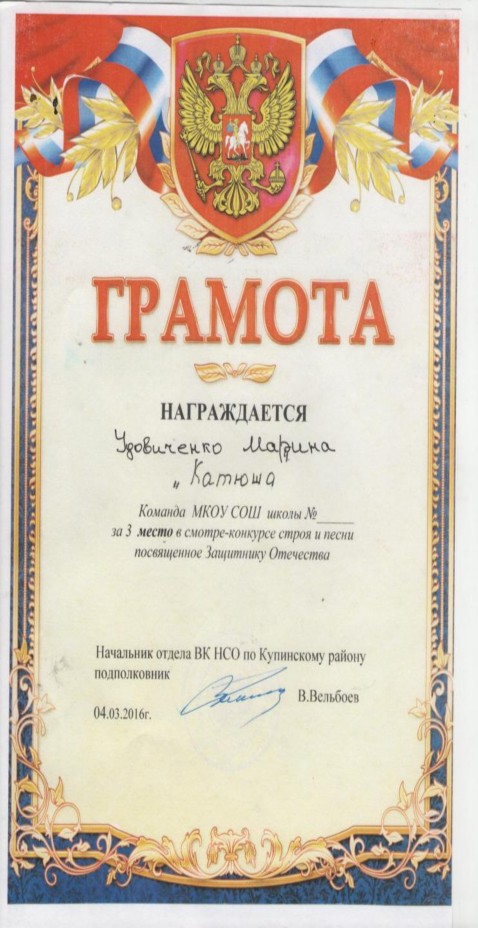 ГРАМОТА
НАГРАЖДАЕТСЯ
Удовиченко Марина
„Катюша
Команда МКОУ СОШ школы №______
за 3 место в смотре-конкурсе строя и песни
посвященное Защитнику Отечества
Начальник отдела ВК НСО по Купинскому району
подполковник
В.Вельбоев
04.03.2016г.